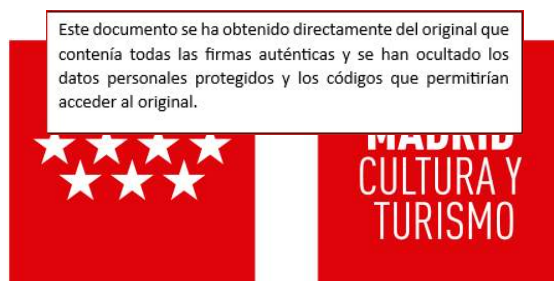 Este documento se ha obtenido directamente del original que
contenía todas las firmas auténticas y se han ocultado los
datos personales protegidos y los códigos que permitirían
acceder al original.
MADRID
CULTURA Y
TURISMO